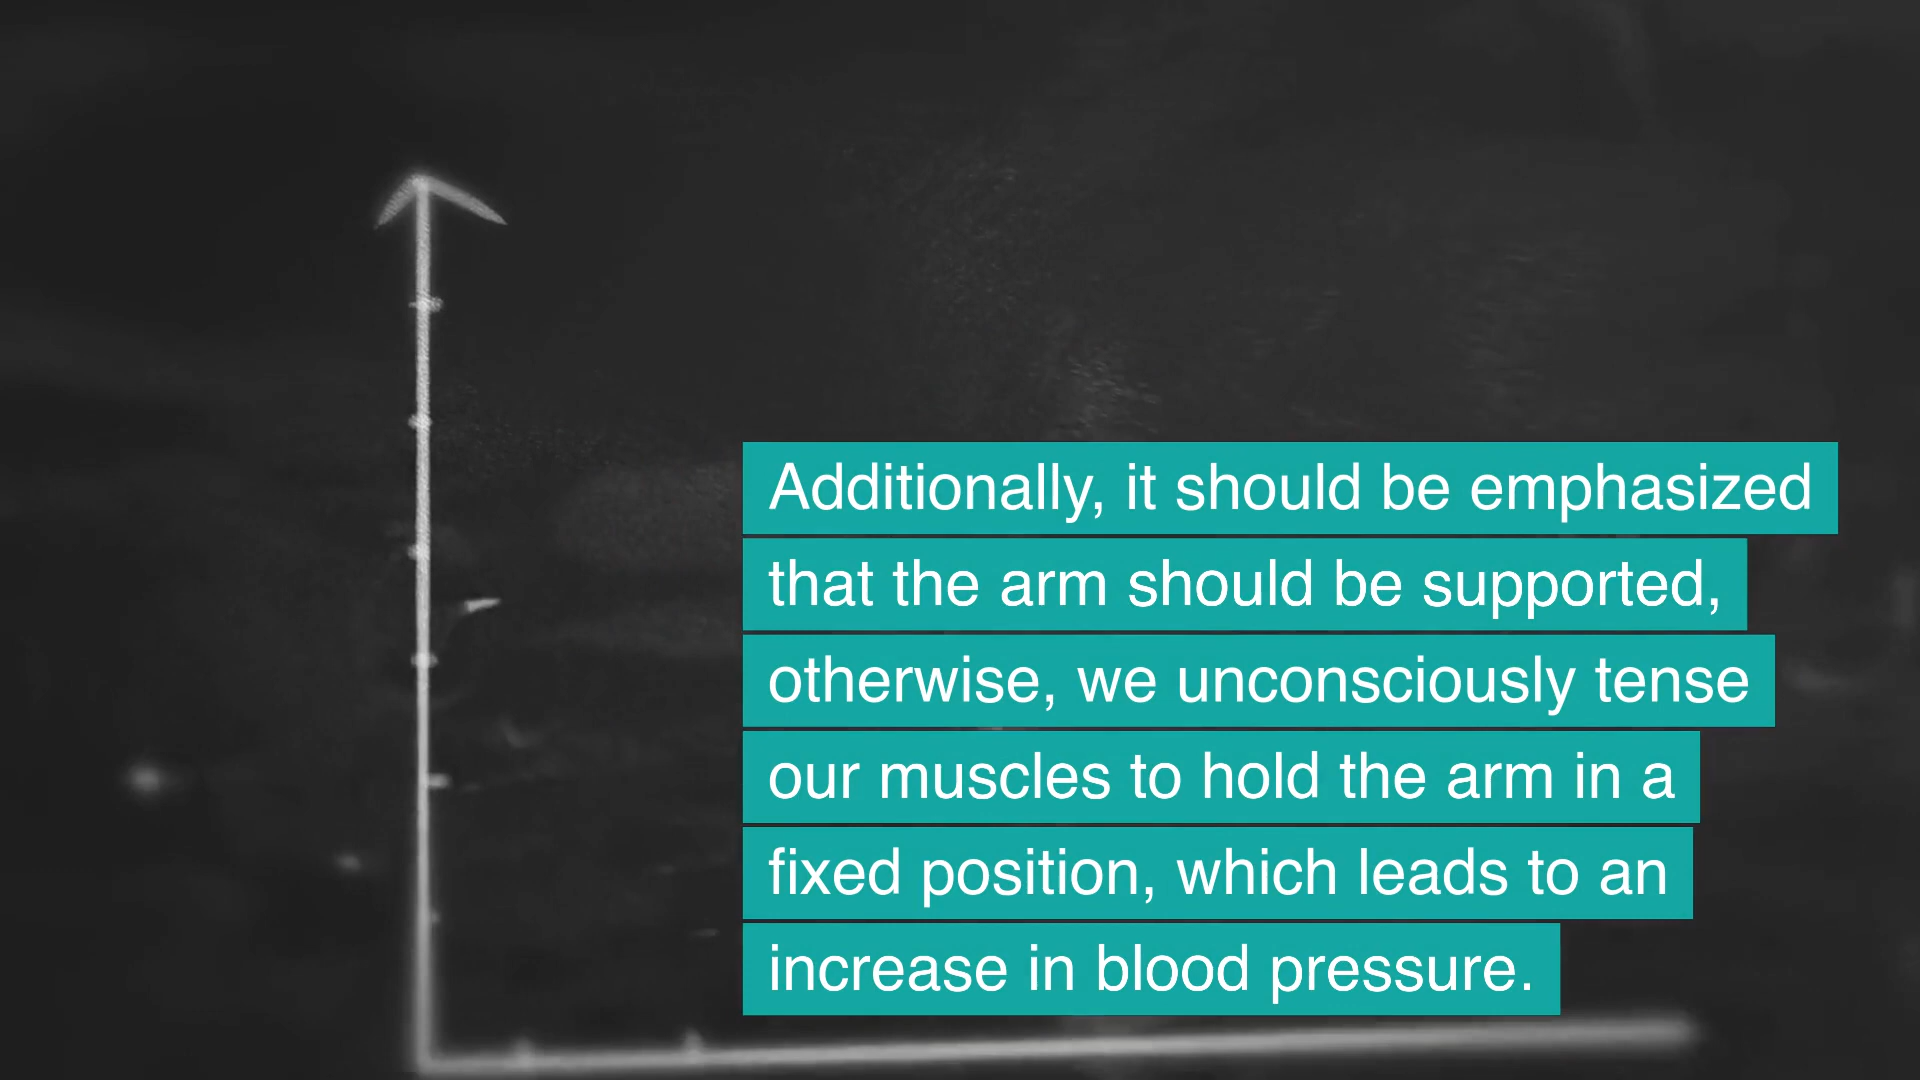 Additionally, it should be emphasized
that the arm should be supported,
otherwise, we unconsciously tense
our muscles to hold the arm in a
fixed position, which leads to an
increase in blood pressure.